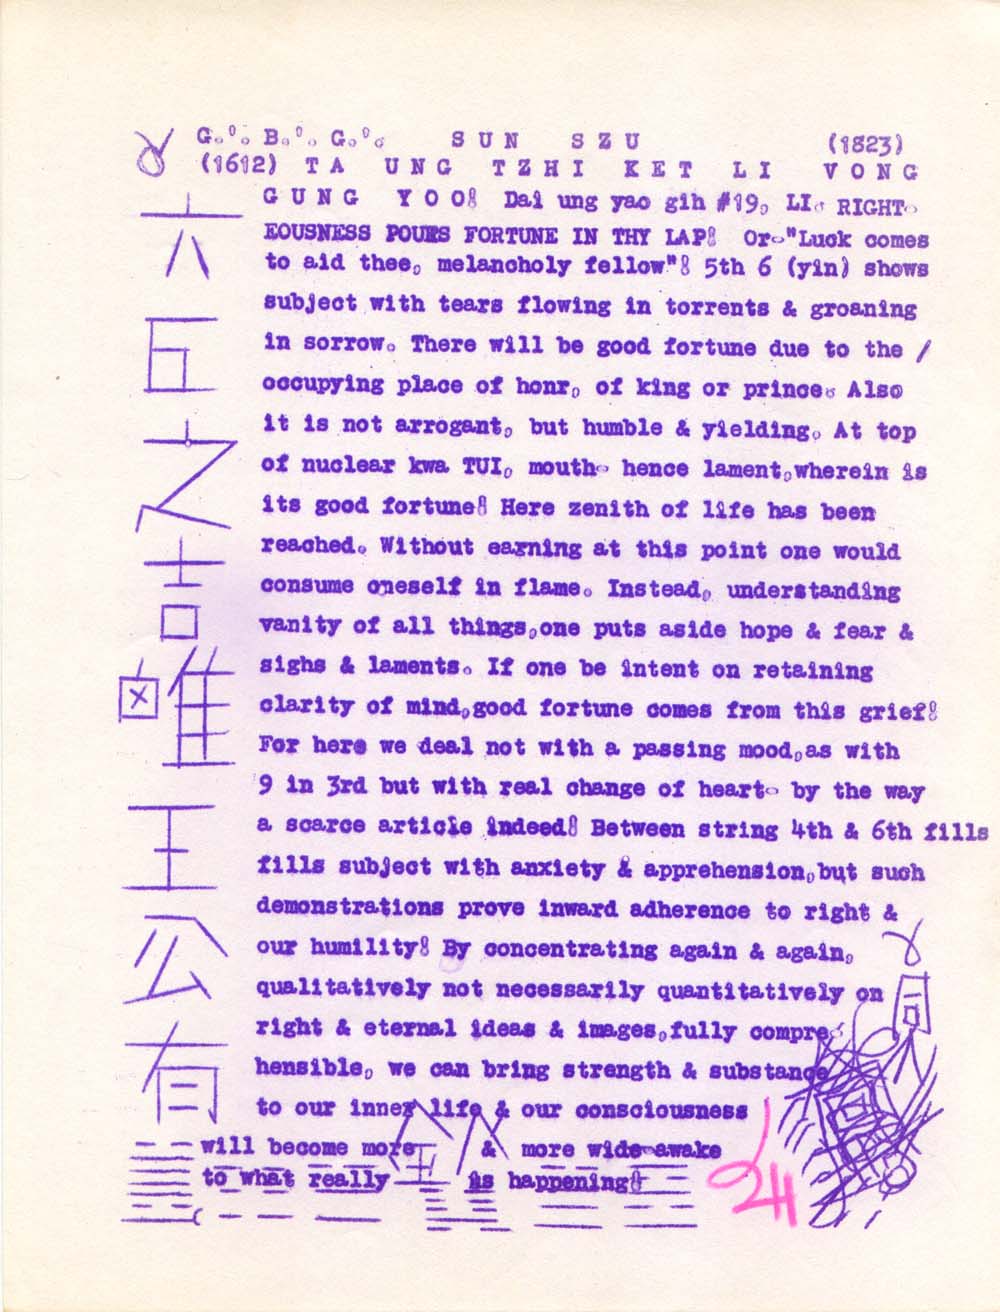 G.°. B.°. G.°. SUN SZU (1823)
(1612) TA UNG TZHI KET LI VONG
GUNG YOO! Dai ung yao gih #19, LI. RIGHT-
EOUSNESS POURS FORTUNE IN THY LAP! Or-"Luck comes
to aid thee, melancholy fellow"! 5th 6 (yin) shows
subject with tears flowing in torrents & groaning
in sorrow. There will be good fortune due to the /
occupying place of honr, of king or prince. Also
it is not arrogant, but humble & yielding. At top
of nuclear kwa TUI, mouth- hence lament,wherein is
its good fortune! Here zenith of life has been
reached. Without earning at this point one would
consume oneself in flame. Instead, understanding
vanity of all things,one puts aside hope & fear &
sighs & laments. If one be intent on retaining
clarity of mind,good fortune comes from this grief!
For here we deal not with a passing mood,as with
9 in 3rd but with real change of heart- by the way
a scarce article indeed! Between string 4th & 6th fills
fills subject with anxiety & apprehension,but such
demonstrations prove inward adherence to right &
our humility! By concentrating again & again,
qualitatively not necessarily quantitatively on
right & eternal ideas & images,fully compre-
hensible, we can bring strength & substance
to our inner life & our consciousness
will become more & more wide-awake
to what really is happening!
六
五
之
吉
離
王
公
有
211